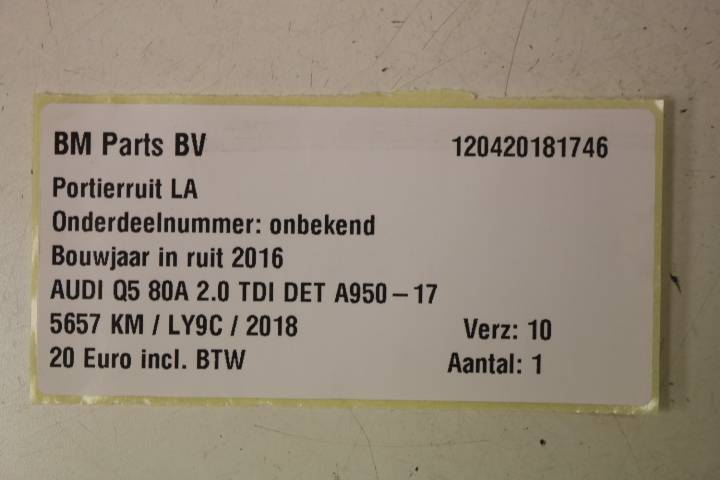 BM Parts BV 120420181746
Portierruit LA
Onderdeelnummer: onbekend
Bouwjaar in ruit 2016
AUDI Q5 80A 2.0 TDI DET A950-17
5657 KM / LY9C / 2018 Verz: 10
20 Euro incl. BTW Aantal: 1